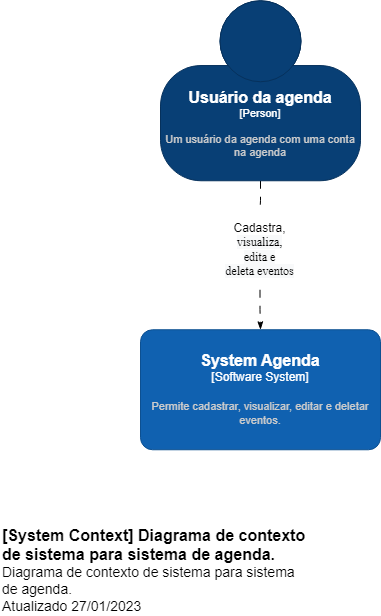 Usuário da agenda
[Person]
Um usuário da agenda com uma conta
na agenda
Cadastra,
visualiza,
edita e
deleta eventos
System Agenda
[Software System]
Permite cadastrar, visualizar, editar e deletar
eventos.
[System Context] Diagrama de contexto
de sistema para sistema de agenda.
Diagrama de contexto de sistema para sistema
de agenda.
Atualizado 27/01/2023